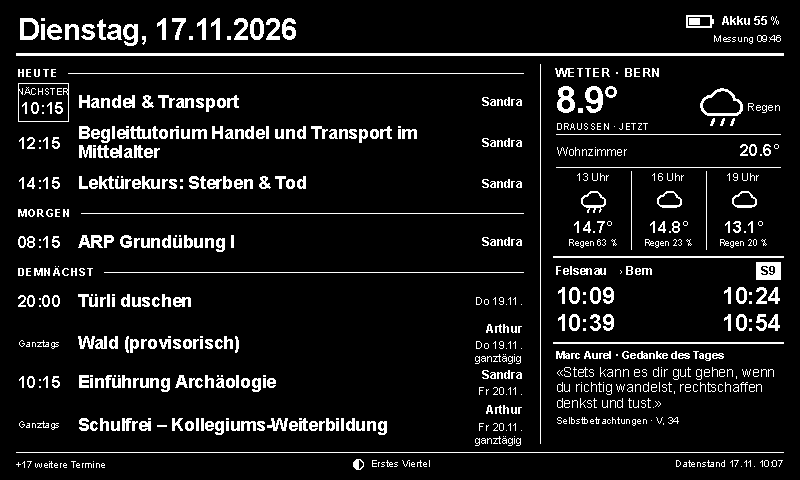 Dienstag, 17.11.2026
Akku 55 %
Messung 09:46
HEUTE
NÄCHSTER
10:15 Handel & Transport Sandra
12:15 Begleittutorium Handel und Transport im Mittelalter Sandra
14:15 Lektürekurs: Sterben & Tod Sandra
MORGEN
08:15 ARP Grundübung I Sandra
DEMNÄCHST
20:00 Türli duschen Do 19.11.
Ganztags Wald (provisorisch) Arthur
Do 19.11.
ganztägig
10:15 Einführung Archäologie Sandra
Fr 20.11.
Ganztags Schulfrei – Kollegiums-Weiterbildung Arthur
Fr 20.11.
ganztägig
WETTER · BERN
8.9°
Regen
DRAUSSEN · JETZT
Wohnzimmer 20.6°
13 Uhr 16 Uhr 19 Uhr
14.7° 14.8° 13.1°
Regen 63 % Regen 23 % Regen 20 %
Felsenau › Bern S9
10:09 10:24
10:39 10:54
Marc Aurel · Gedanke des Tages
«Stets kann es dir gut gehen, wenn
du richtig wandelst, rechtschaffen
denkst und tust.»
Selbstbetrachtungen · V, 34
+17 weitere Termine
Erstes Viertel
Datenstand 17.11. 10:07